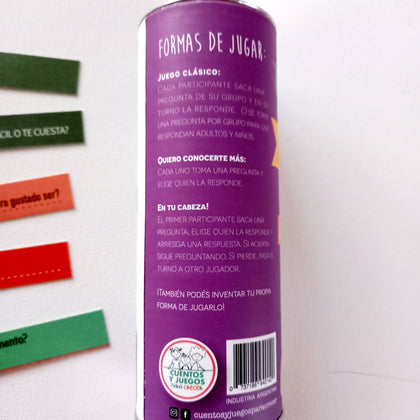 FORMAS DE JUGAR:
JUEGO CLÁSICO:
CADA PARTICIPANTE SACA UNA
PREGUNTA DE SU GRUPO Y EN SU
TURNO LA RESPONDE. O SE TOMA
UNA PREGUNTA POR GRUPO PARA QUE
RESPONDAN ADULTOS Y NIÑOS.
QUIERO CONOCERTE MÁS:
CADA UNO TOMA UNA PREGUNTA Y
ELIGE QUIEN LA RESPONDE.
EN TU CABEZA!
EL PRIMER PARTICIPANTE SACA UNA
PREGUNTA, ELIGE QUIEN LA RESPONDE Y
ARRIESGA UNA RESPUESTA. SI ACIERTA
SIGUE PREGUNTANDO. SI PIERDE, PASA EL
TURNO A OTRO JUGADOR.
¡TAMBIÉN PODÉS INVENTAR TU PROPIA
FORMA DE JUGARLO!
CUENTOS
Y JUEGOS
PARA CRECER
INDUSTRIA ARGENTINA
cuentosyjuegosparacrecer
O TE CUESTA?
gustado ser?